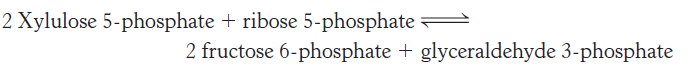 2 Xylulose 5-phosphate + ribose 5-phosphate ⇌
2 fructose 6-phosphate + glyceraldehyde 3-phosphate